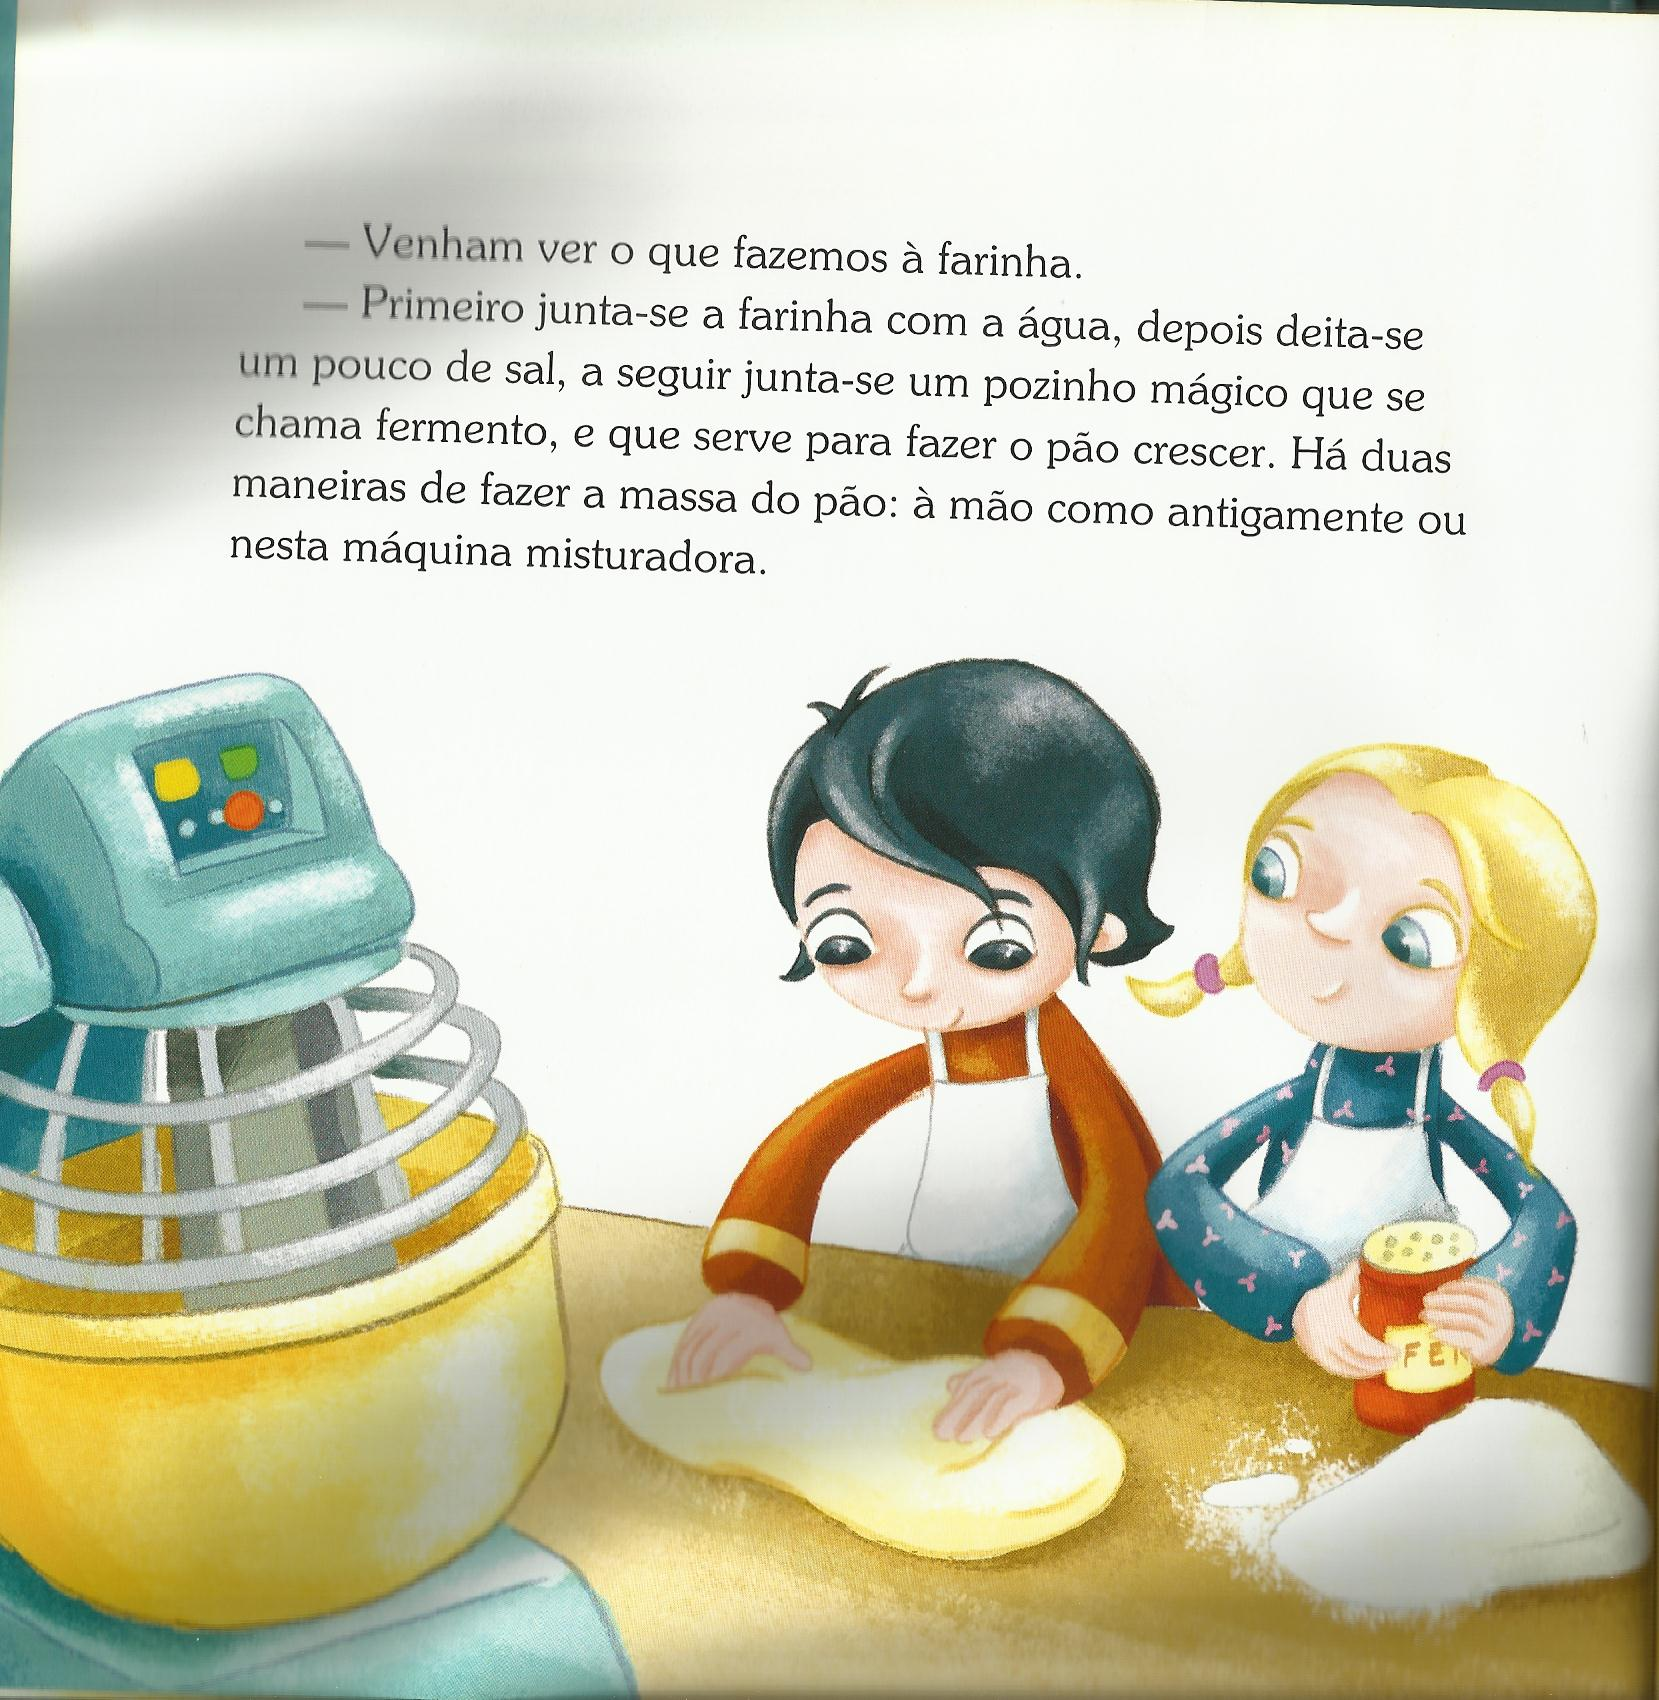 — Venham ver o que fazemos à farinha.
— Primeiro junta-se a farinha com a água, depois deita-se
um pouco de sal, a seguir junta-se um pozinho mágico que se
chama fermento, e que serve para fazer o pão crescer. Há duas
maneiras de fazer a massa do pão: à mão como antigamente ou
nesta máquina misturadora.
FE